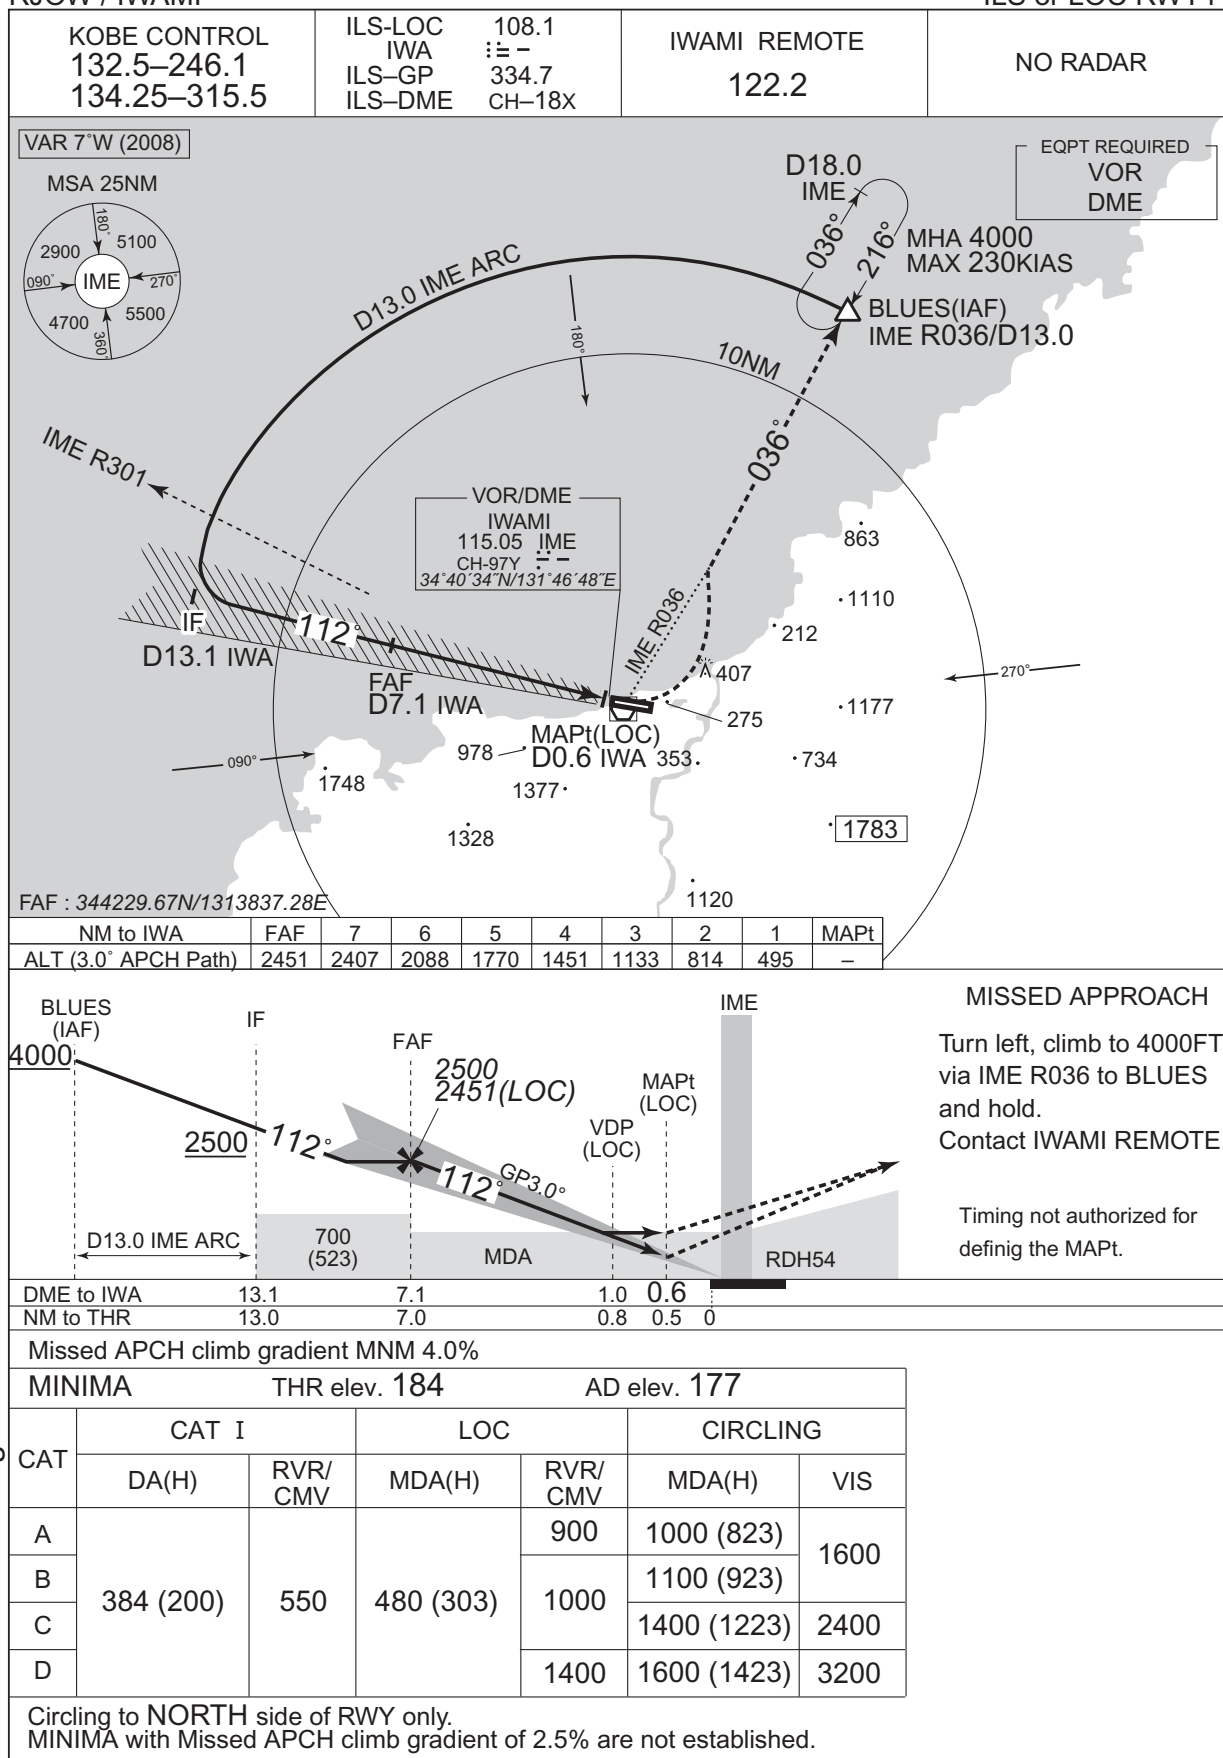 RJOW / IWAMI
ILS or LOC RWY11
KOBE CONTROL
132.5–246.1
134.25–315.5
ILS-LOC 108.1
IWA
ILS–GP 334.7
ILS–DME CH–18X
IWAMI REMOTE
122.2
NO RADAR
VAR 7°W (2008)
MSA 25NM
180°
2900
5100
090°
IME
270°
4700
5500
360°
EQPT REQUIRED
VOR
DME
D18.0
IME
036°
216°
MHA 4000
MAX 230KIAS
BLUES(IAF)
IME R036/D13.0
D13.0 IME ARC
180°
10NM
036°
IME R301
VOR/DME
IWAMI
115.05 IME
CH-97Y
34°40´34˝N/131°46´48˝E
863
1110
IME R036
212
IF
112°
D13.1 IWA
407
270°
FAF
D7.1 IWA
275
1177
MAPt(LOC)
D0.6 IWA
978
353
734
090°
1748
1377
1328
1783
1120
FAF : 344229.67N/1313837.28E
NM to IWA FAF 7 6 5 4 3 2 1 MAPt
ALT (3.0° APCH Path) 2451 2407 2088 1770 1451 1133 814 495 –
BLUES
(IAF)
IF
FAF
IME
4000
2500
2451(LOC)
MAPt
(LOC)
VDP
(LOC)
2500
112°
112°
GP3.0°
D13.0 IME ARC
700
(523)
MDA
RDH54
MISSED APPROACH
Turn left, climb to 4000FT
via IME R036 to BLUES
and hold.
Contact IWAMI REMOTE
Timing not authorized for
definig the MAPt.
DME to IWA 13.1 7.1 1.0 0.6
NM to THR 13.0 7.0 0.8 0.5 0
Missed APCH climb gradient MNM 4.0%
MINIMA THR elev. 184 AD elev. 177
CAT CAT I LOC CIRCLING
DA(H) RVR/CMV MDA(H) RVR/CMV MDA(H) VIS
A 384 (200) 550 480 (303) 900 1000 (823) 1600
B 1000 1100 (923)
C 1400 (1223) 2400
D 1400 1600 (1423) 3200
Circling to NORTH side of RWY only.
MINIMA with Missed APCH climb gradient of 2.5% are not established.